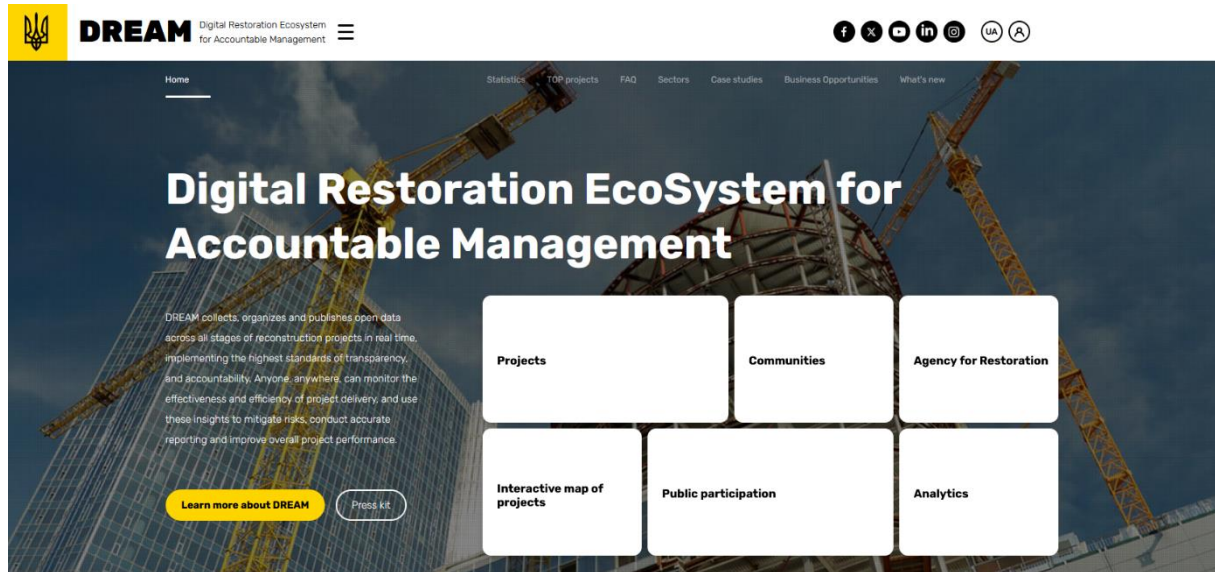 DREAM
Digital Restoration Ecosystem
for Accountable Management
UA
Home
Statistics
TOP projects
FAQ
Sectors
Case studies
Business Opportunities
What's new
Digital Restoration EcoSystem for
Accountable Management
DREAM collects, organizes and publishes open data
across all stages of reconstruction projects in real time,
implementing the highest standards of transparency,
and accountability. Anyone, anywhere, can monitor the
effectiveness and efficiency of project delivery, and use
these insights to mitigate risks, conduct accurate
reporting and improve overall project performance.
Learn more about DREAM
Press kit
Projects
Communities
Agency for Restoration
Interactive map of
projects
Public participation
Analytics